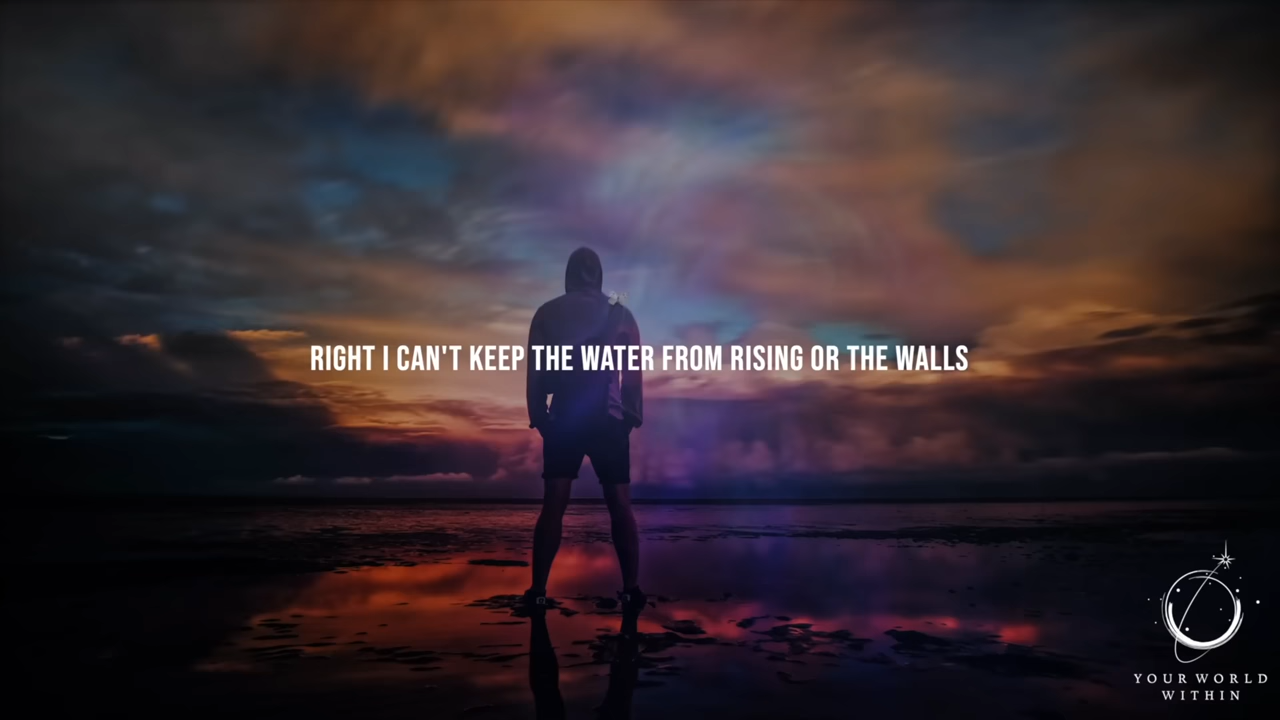 RIGHT I CAN'T KEEP THE WATER FROM RISING OR THE WALLS
YOUR WORLD
WITHIN